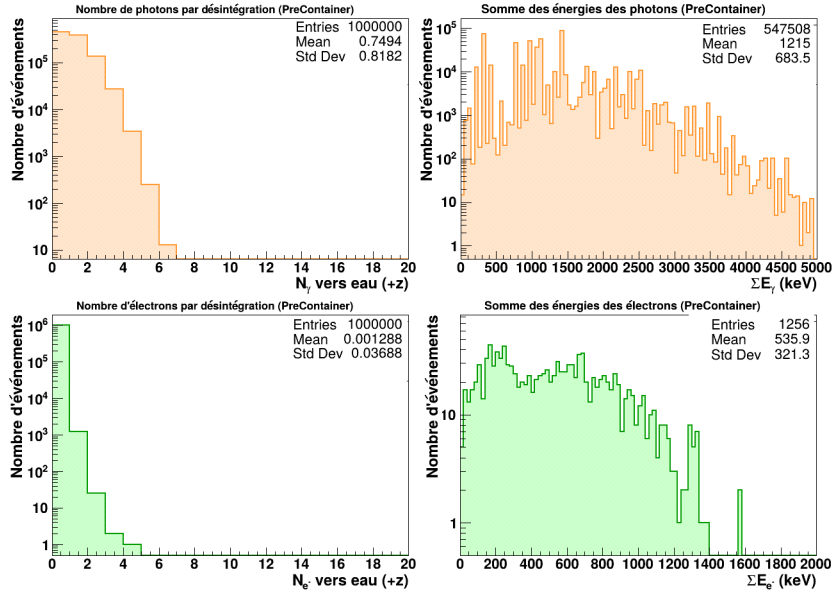 Nombre de photons par désintégration (PreContainer)
Entries 1000000
Mean 0.7494
Std Dev 0.8182
Nombre d'événements
10⁵
10⁴
10³
10²
10
0 2 4 6 8 10 12 14 16 18 20
Nγ vers eau (+z)
Somme des énergies des photons (PreContainer)
Entries 547508
Mean 1215
Std Dev 683.5
Nombre d'événements
10⁵
10⁴
10³
10²
10
1
0 500 1000 1500 2000 2500 3000 3500 4000 4500 5000
ΣEγ (keV)
Nombre d'électrons par désintégration (PreContainer)
Entries 1000000
Mean 0.001288
Std Dev 0.03688
Nombre d'événements
10⁶
10⁵
10⁴
10³
10²
10
1
0 2 4 6 8 10 12 14 16 18 20
Ne⁻ vers eau (+z)
Somme des énergies des électrons (PreContainer)
Entries 1256
Mean 535.9
Std Dev 321.3
Nombre d'événements
10
1
0 200 400 600 800 1000 1200 1400 1600 1800 2000
ΣEe⁻ (keV)